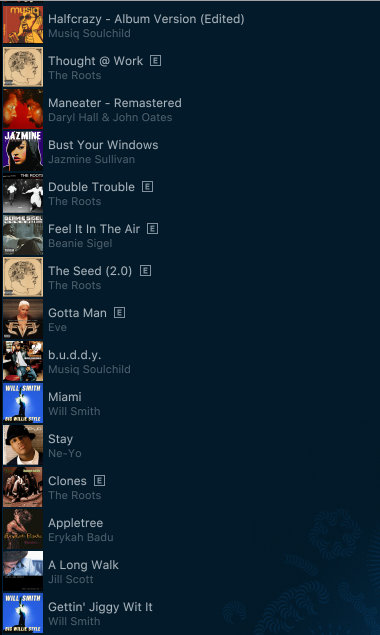 musiq
Halfcrazy - Album Version (Edited)
Musiq Soulchild
Thought @ Work E
The Roots
Maneater - Remastered
Daryl Hall & John Oates
JAZMINE
Bust Your Windows
Jazmine Sullivan
THE ROOTS
Double Trouble E
The Roots
BEANIE SIGEL
Feel It In The Air E
Beanie Sigel
The Seed (2.0) E
The Roots
Gotta Man E
Eve
b.u.d.d.y.
Musiq Soulchild
WILL SMITH
BIG WILLIE STYLE
Miami
Will Smith
Stay
Ne-Yo
Clones E
The Roots
Erykah Badu
Appletree
Erykah Badu
A Long Walk
Jill Scott
WILL SMITH
BIG WILLIE STYLE
Gettin' Jiggy Wit It
Will Smith